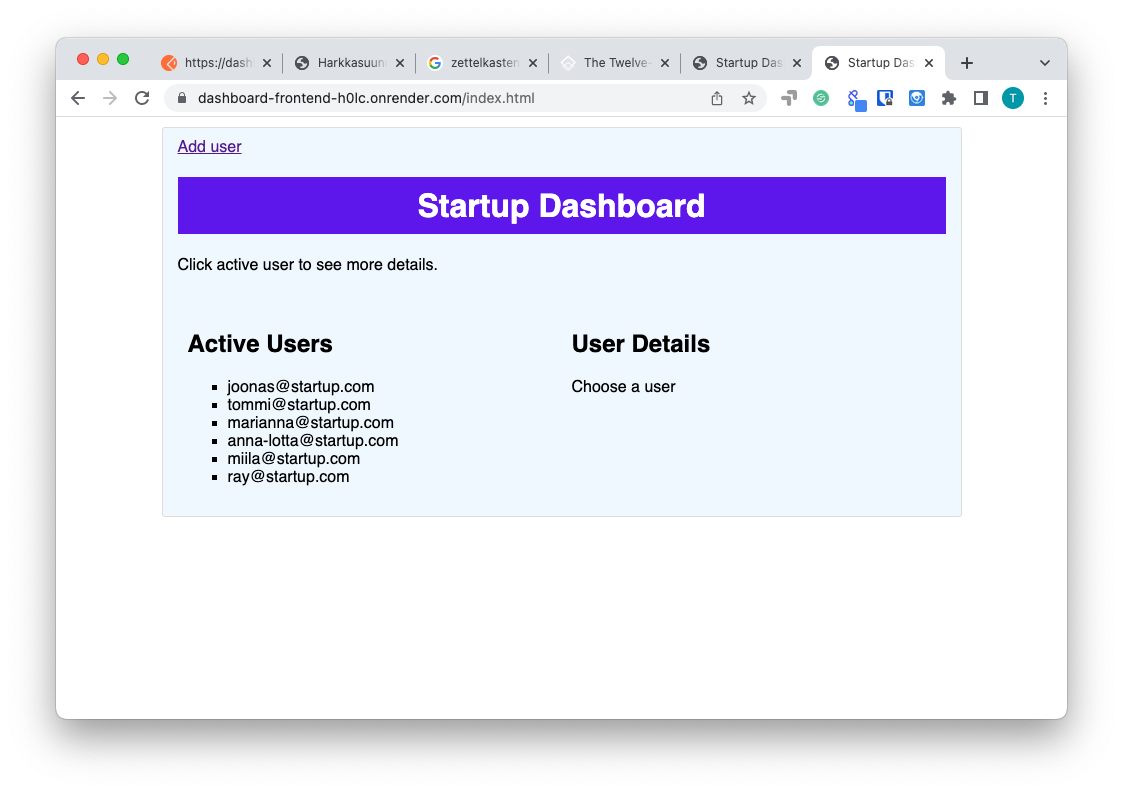 https://dash
Harkkasuun
zettelkasten
The Twelve-
Startup Das
Startup Das
dashboard-frontend-h0lc.onrender.com/index.html
T
Add user
Startup Dashboard
Click active user to see more details.
Active Users
joonas@startup.com
tommi@startup.com
marianna@startup.com
anna-lotta@startup.com
miila@startup.com
ray@startup.com
User Details
Choose a user